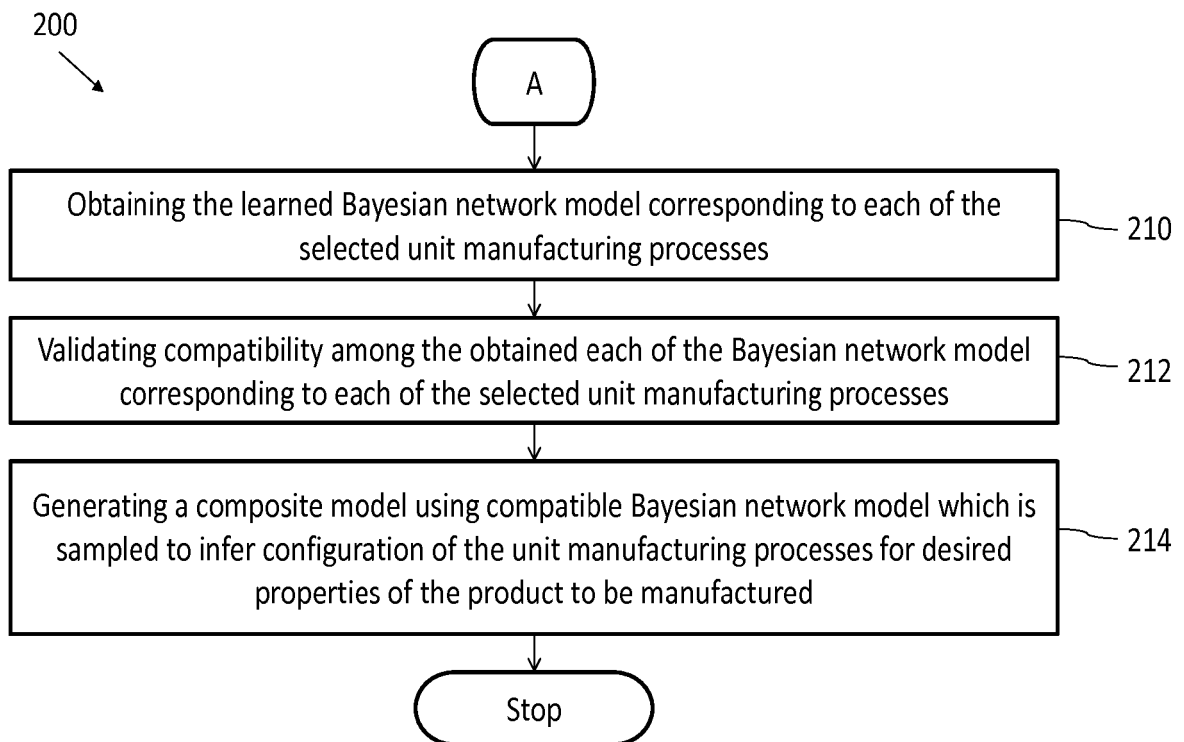 200
A
Obtaining the learned Bayesian network model corresponding to each of the
selected unit manufacturing processes
210
Validating compatibility among the obtained each of the Bayesian network model
corresponding to each of the selected unit manufacturing processes
212
Generating a composite model using compatible Bayesian network model which is
sampled to infer configuration of the unit manufacturing processes for desired
properties of the product to be manufactured
214
Stop